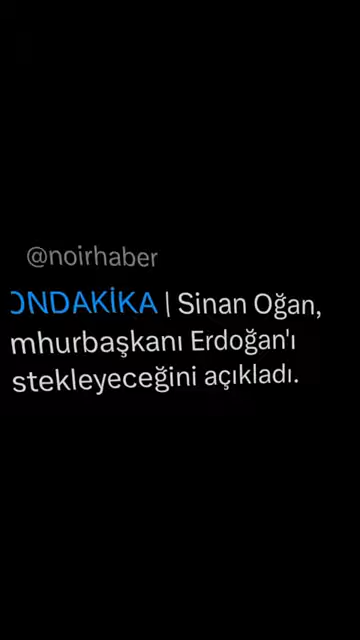 @noirhaber
ONDAKİKA | Sinan Oğan,
mhurbaşkanı Erdoğan'ı
stekleyeceğini açıkladı.